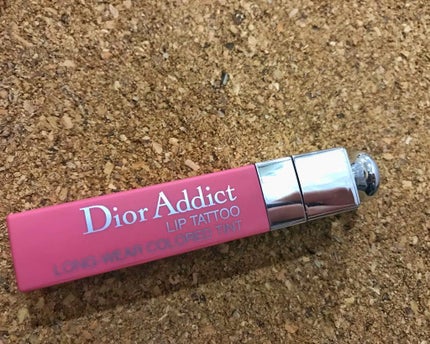 Dior Addict
LIP TATTOO
LONG-WEAR COLORED TINT